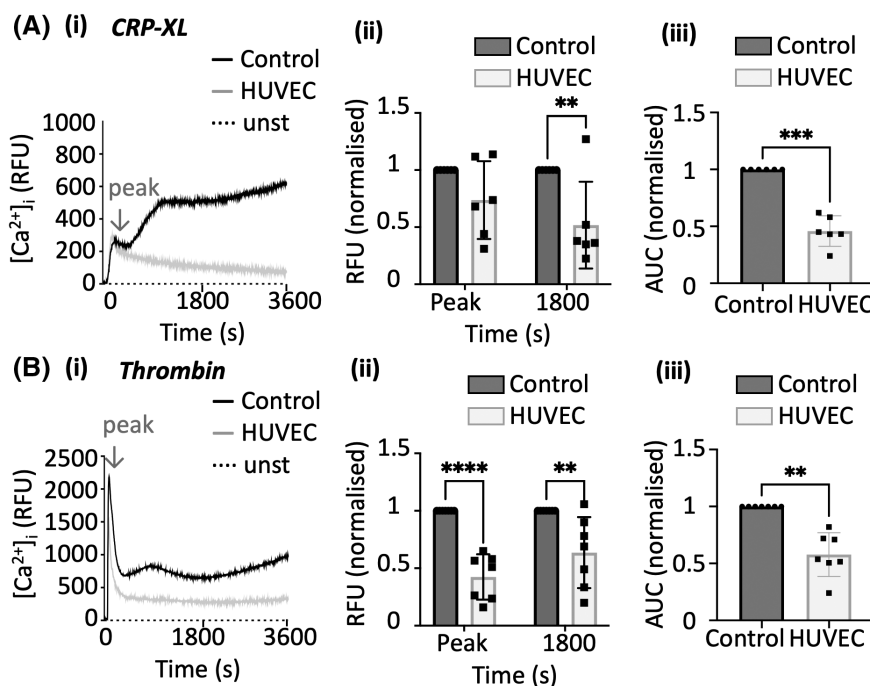 (A) (i) CRP-XL
Control
HUVEC
unst
[Ca2+]i (RFU)
1000
800
600
400
200
0
peak
0 1800 3600
Time (s)
(ii)
Control
HUVEC
RFU (normalised)
1.5
1
0.5
0
**
Peak 1800
Time (s)
(iii)
Control
HUVEC
AUC (normalised)
1.5
1
0.5
0
***
Control HUVEC
(B) (i) Thrombin
Control
HUVEC
unst
peak
[Ca2+]i (RFU)
2500
2000
1500
1000
500
0
0 1800 3600
Time (s)
(ii)
Control
HUVEC
RFU (normalised)
1.5
1
0.5
0
**** **
Peak 1800
Time (s)
(iii)
Control
HUVEC
AUC (normalised)
1.5
1
0.5
0
**
Control HUVEC